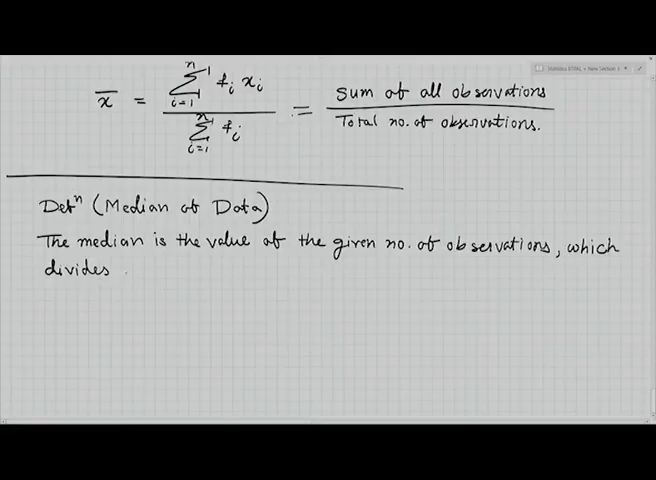 x̄ = Σ_{i=1}^{n} f_i x_i / Σ_{i=1}^{n} f_i = Sum of all observations / Total no. of observations.
Defⁿ (Median of Data)
The median is the value of the given no. of observations, which
divides